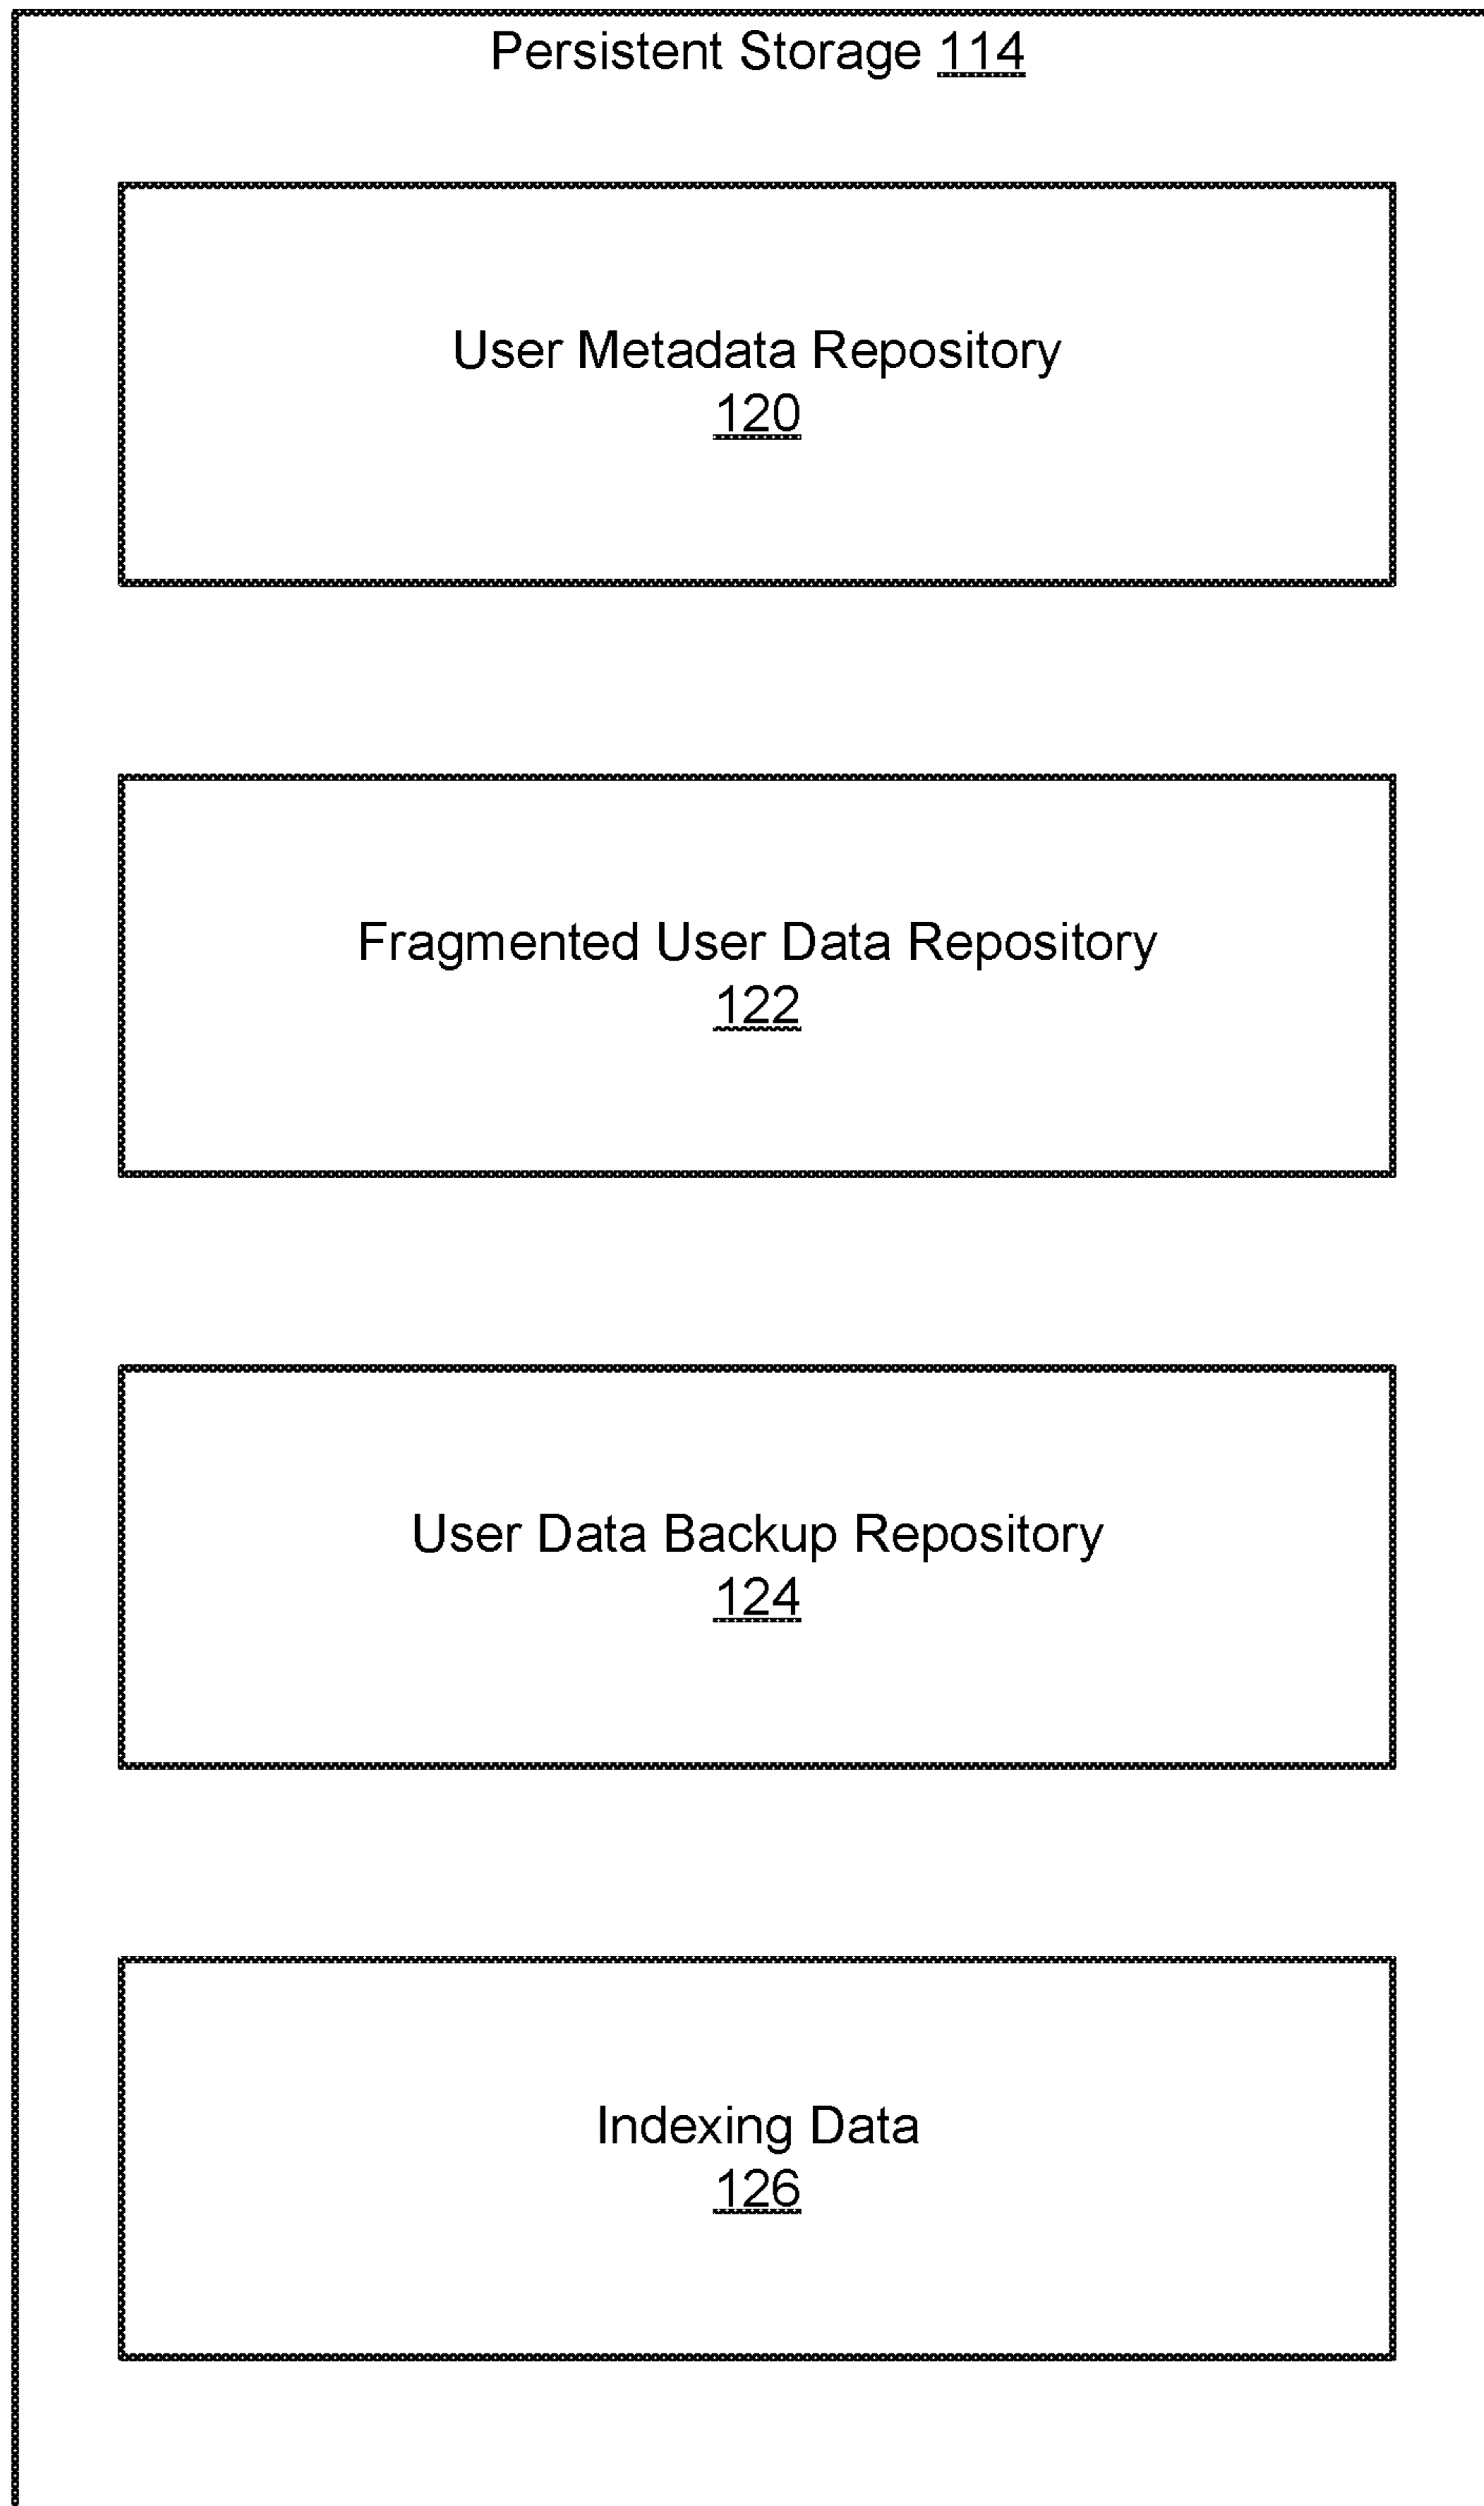 Persistent Storage 114
User Metadata Repository
120
Fragmented User Data Repository
122
User Data Backup Repository
124
Indexing Data
126